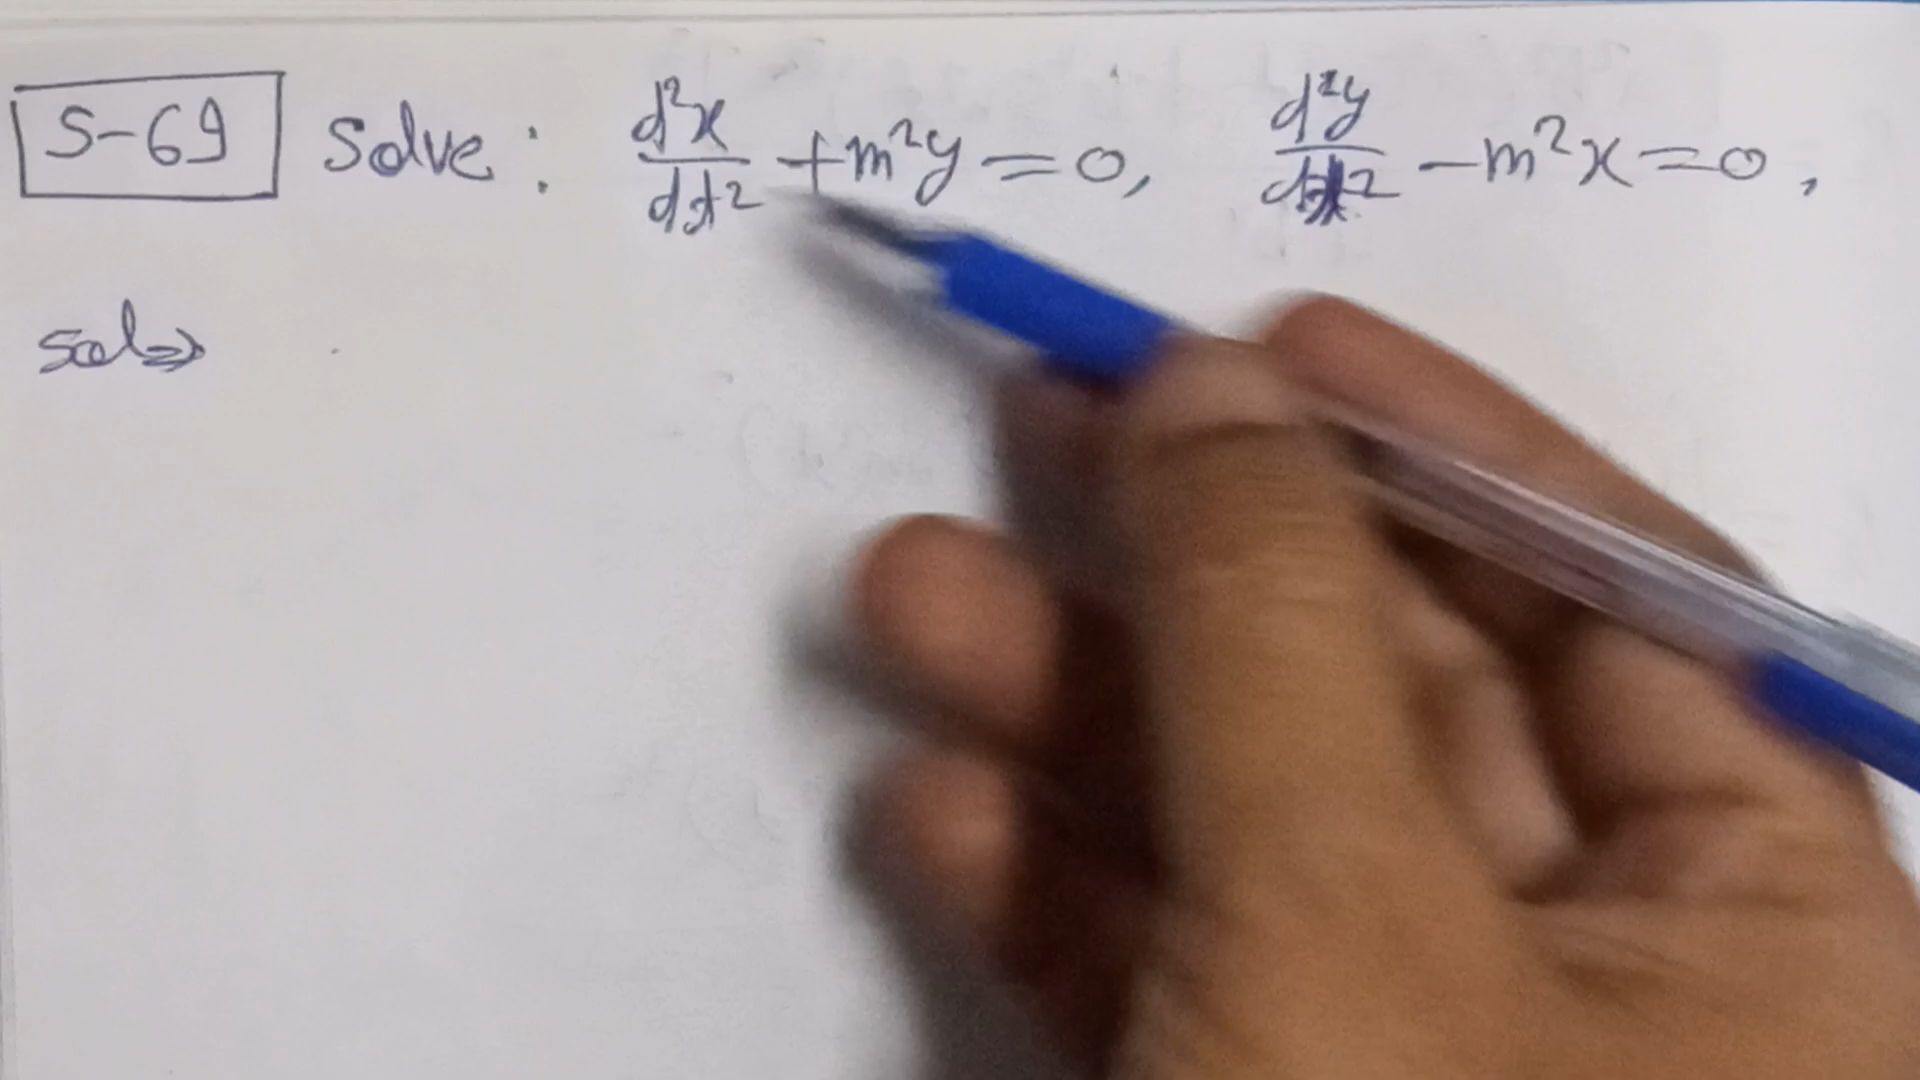 S-69 Solve: d²x/dt² + m²y = 0, d²y/dt² - m²x = 0,
sol⇒